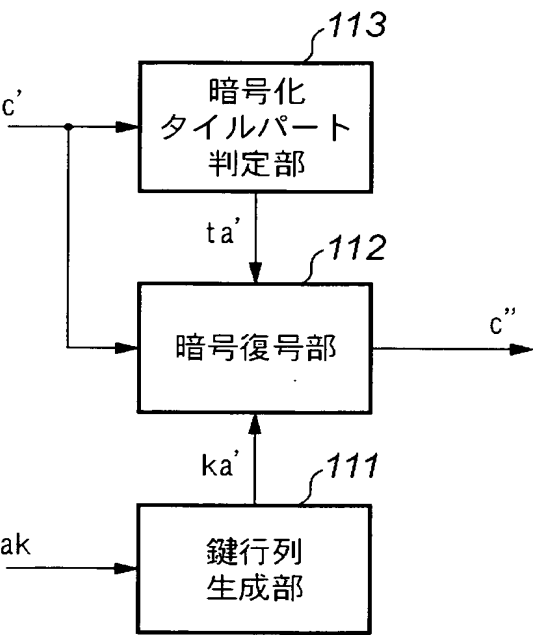 113
暗号化
タイルパート
判定部
c'
ta'
112
暗号復号部
c''
ka'
111
鍵行列
生成部
ak